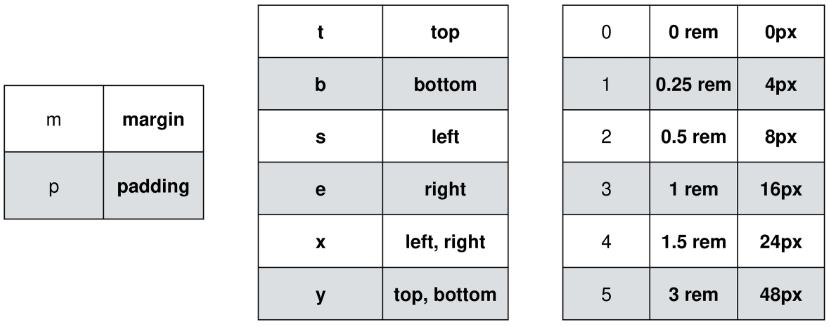 m margin
p padding
t top
b bottom
s left
e right
x left, right
y top, bottom
0 0 rem 0px
1 0.25 rem 4px
2 0.5 rem 8px
3 1 rem 16px
4 1.5 rem 24px
5 3 rem 48px